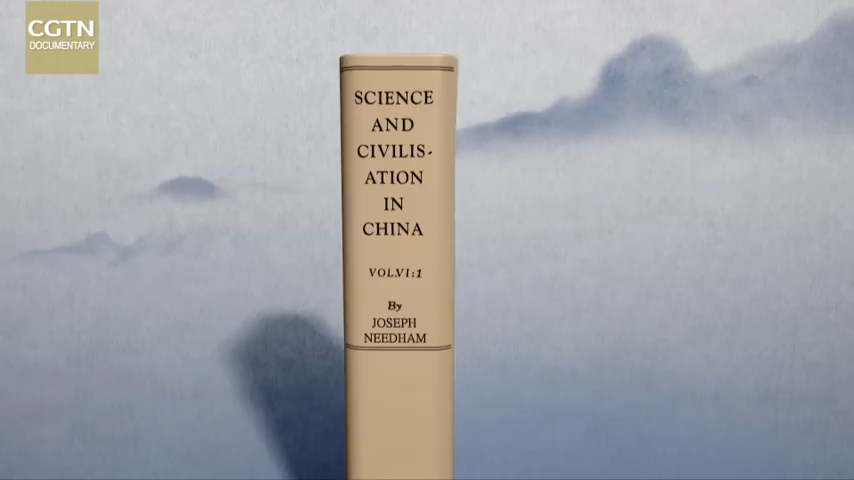 CGTN
DOCUMENTARY
SCIENCE
AND
CIVILIS-
ATION
IN
CHINA
VOL.VI:1
By
JOSEPH
NEEDHAM